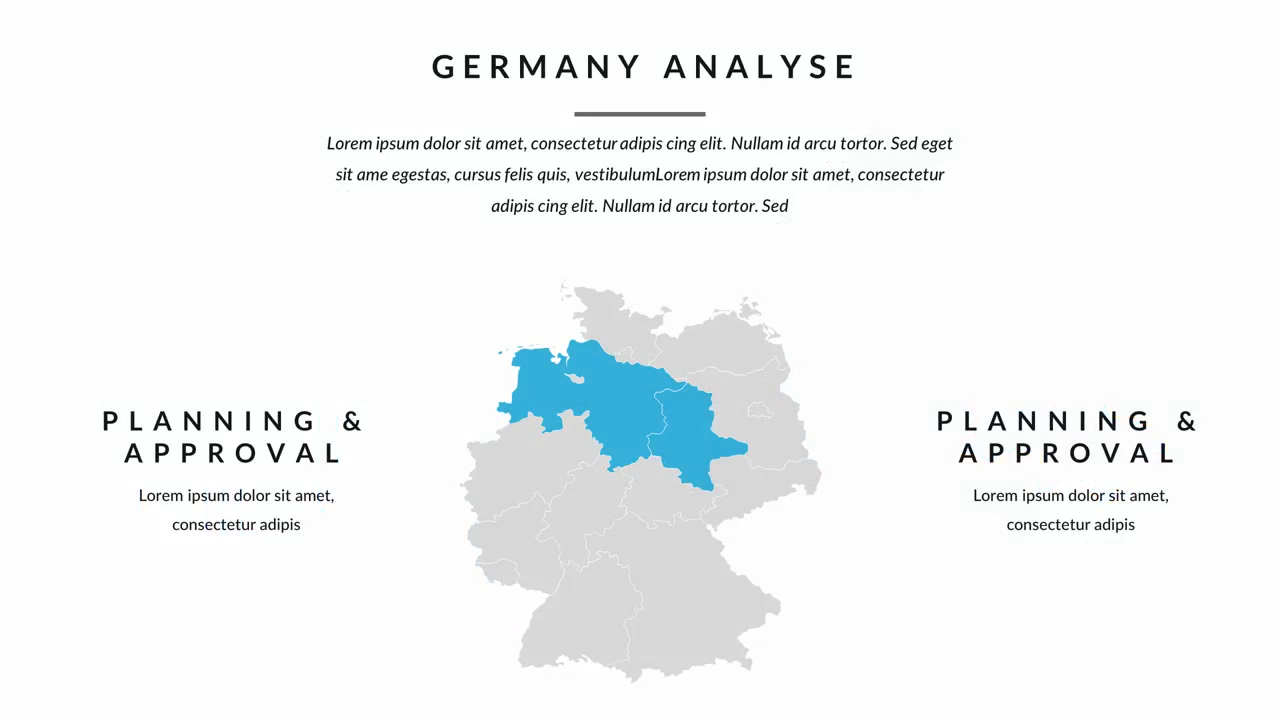 GERMANY ANALYSE
Lorem ipsum dolor sit amet, consectetur adipis cing elit. Nullam id arcu tortor. Sed eget
sit ame egestas, cursus felis quis, vestibulumLorem ipsum dolor sit amet, consectetur
adipis cing elit. Nullam id arcu tortor. Sed
PLANNING &
APPROVAL
Lorem ipsum dolor sit amet,
consectetur adipis
PLANNING &
APPROVAL
Lorem ipsum dolor sit amet,
consectetur adipis